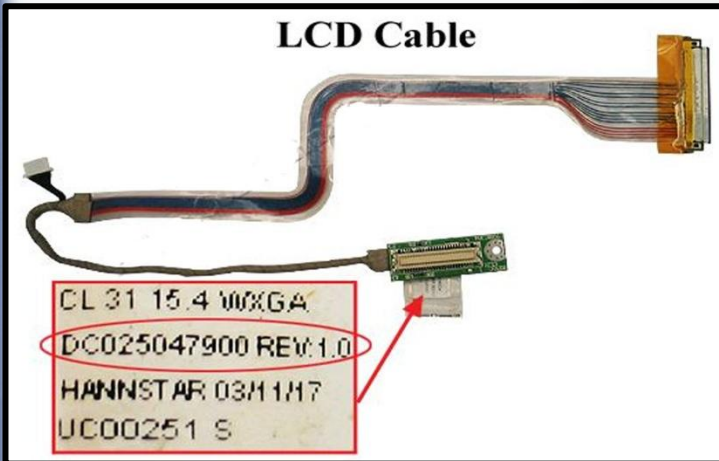 LCD Cable
CL 31 15.4 WXGA
DC025047900 REV:1.0
HANNSTAR 03/11/17
UC00251 S